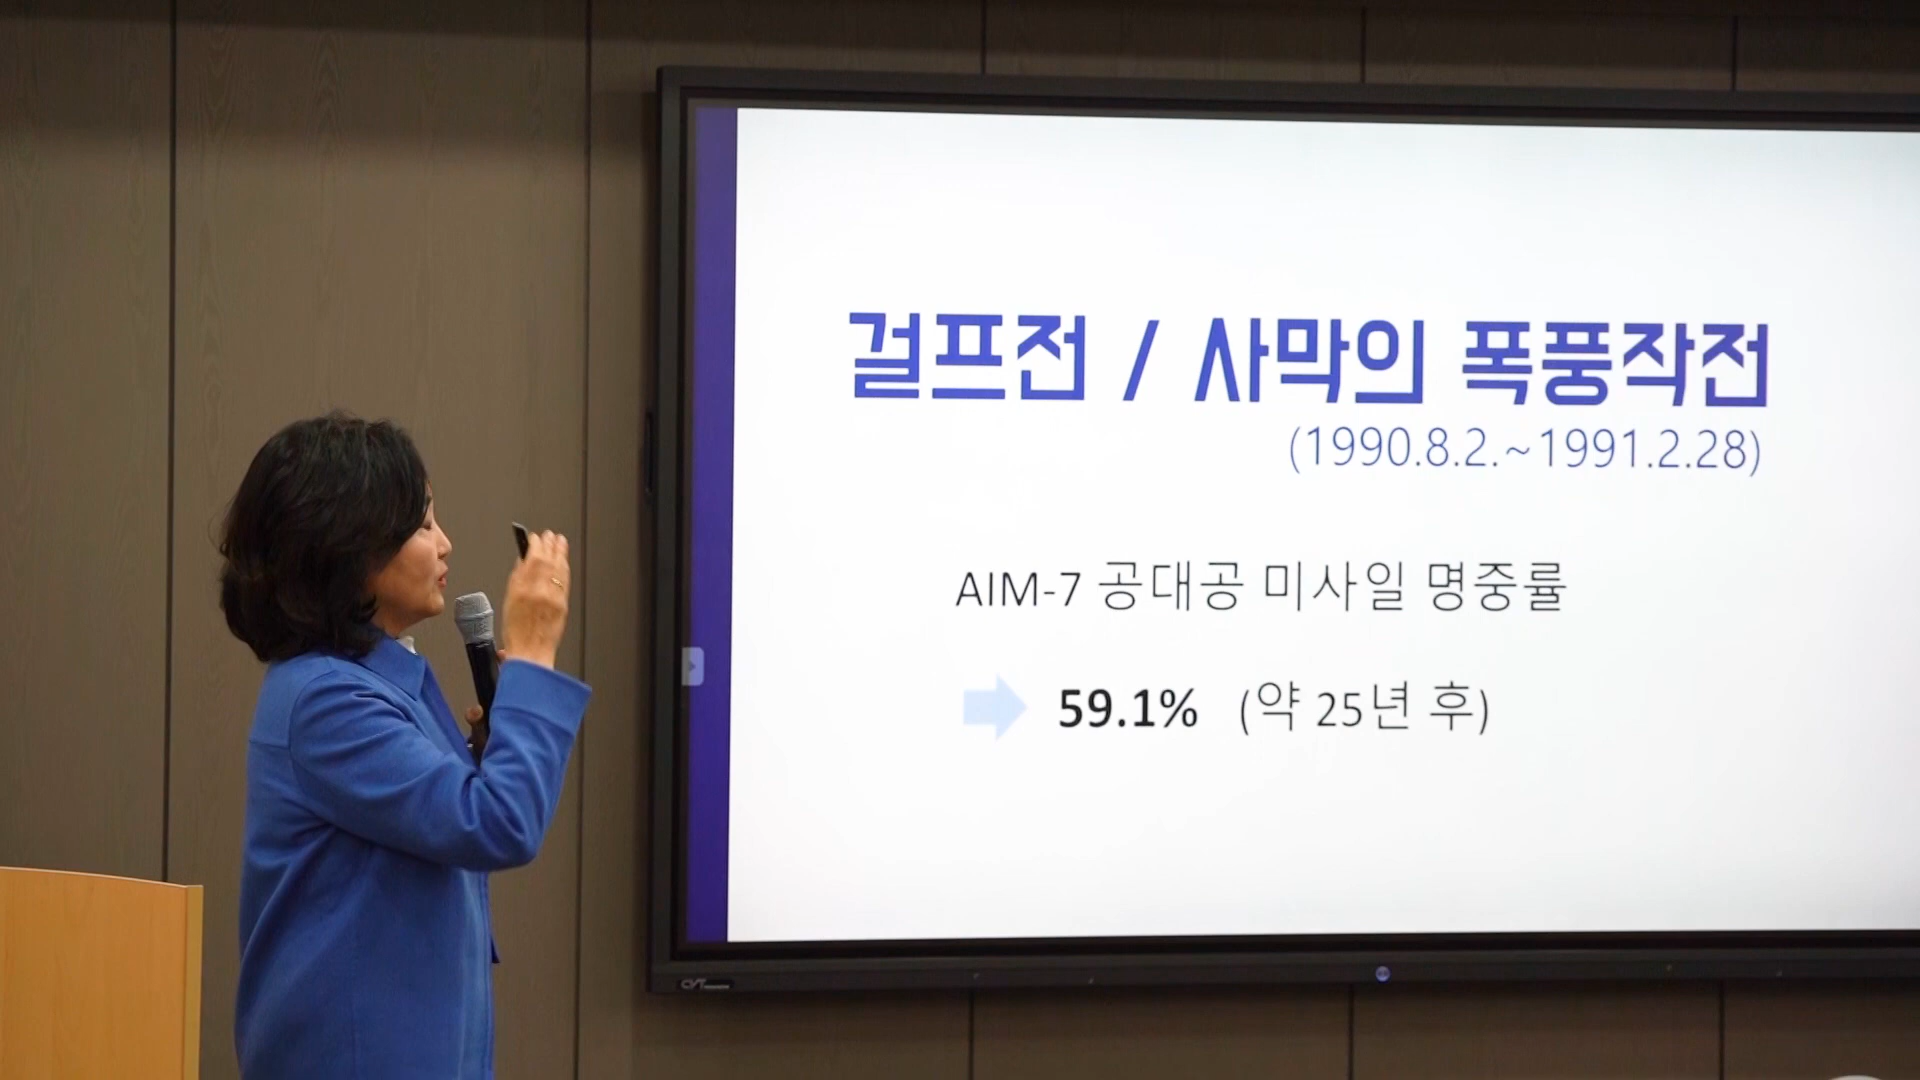 걸프전 / 사막의 폭풍작전
(1990.8.2.~1991.2.28)
AIM-7 공대공 미사일 명중률
59.1% (약 25년 후)